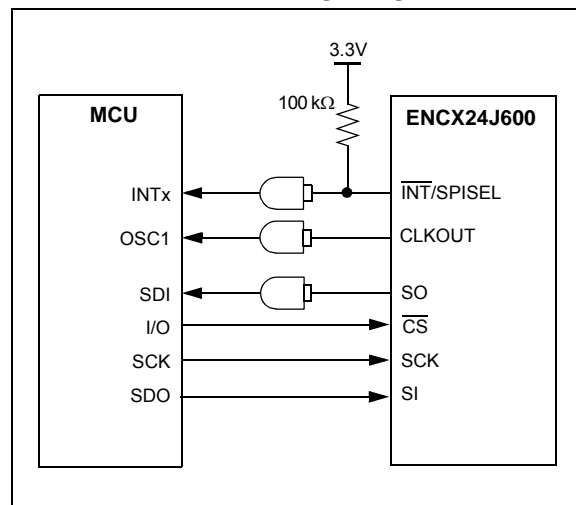 3.3V
100 kΩ
MCU
ENCX24J600
INTx
INT/SPISEL
OSC1
CLKOUT
SDI
SO
I/O
CS
SCK
SCK
SDO
SI